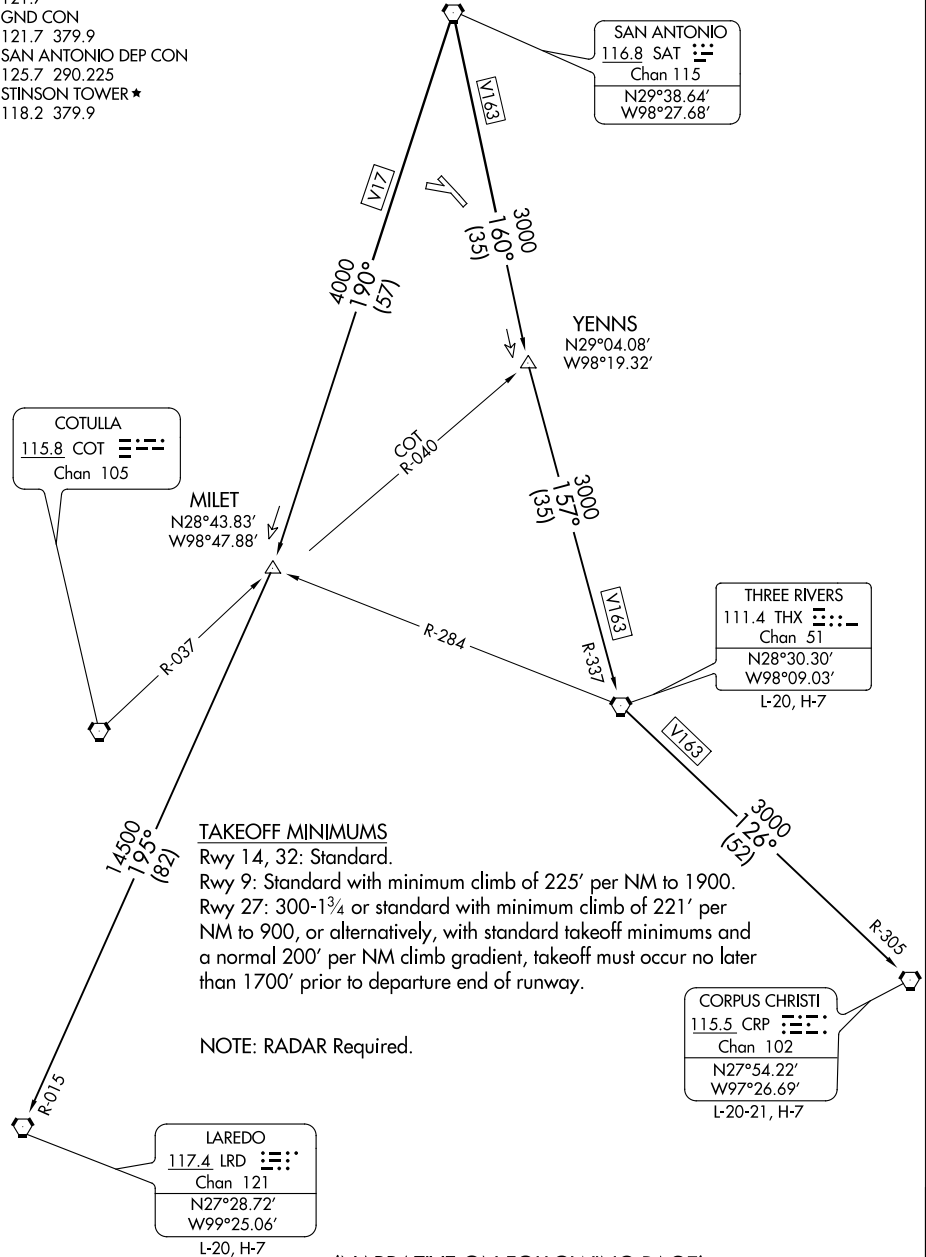 121.7
GND CON
121.7 379.9
SAN ANTONIO DEP CON
125.7 290.225
STINSON TOWER★
118.2 379.9
SAN ANTONIO
116.8 SAT
Chan 115
N29°38.64′
W98°27.68′
V17
V163
4000
190°
(57)
3000
160°
(35)
YENNS
N29°04.08′
W98°19.32′
COTULLA
115.8 COT
Chan 105
COT
R-040
MILET
N28°43.83′
W98°47.88′
3000
157°
(35)
V163
R-337
R-037
R-284
THREE RIVERS
111.4 THX
Chan 51
N28°30.30′
W98°09.03′
L-20, H-7
V163
3000
126°
(52)
R-305
14500
195°
(82)
R-015
TAKEOFF MINIMUMS
Rwy 14, 32: Standard.
Rwy 9: Standard with minimum climb of 225′ per NM to 1900.
Rwy 27: 300-1¾ or standard with minimum climb of 221′ per
NM to 900, or alternatively, with standard takeoff minimums and
a normal 200′ per NM climb gradient, takeoff must occur no later
than 1700′ prior to departure end of runway.
NOTE: RADAR Required.
CORPUS CHRISTI
115.5 CRP
Chan 102
N27°54.22′
W97°26.69′
L-20-21, H-7
LAREDO
117.4 LRD
Chan 121
N27°28.72′
W99°25.06′
L-20, H-7
(NARRATIVE ON FOLLOWING PAGE)